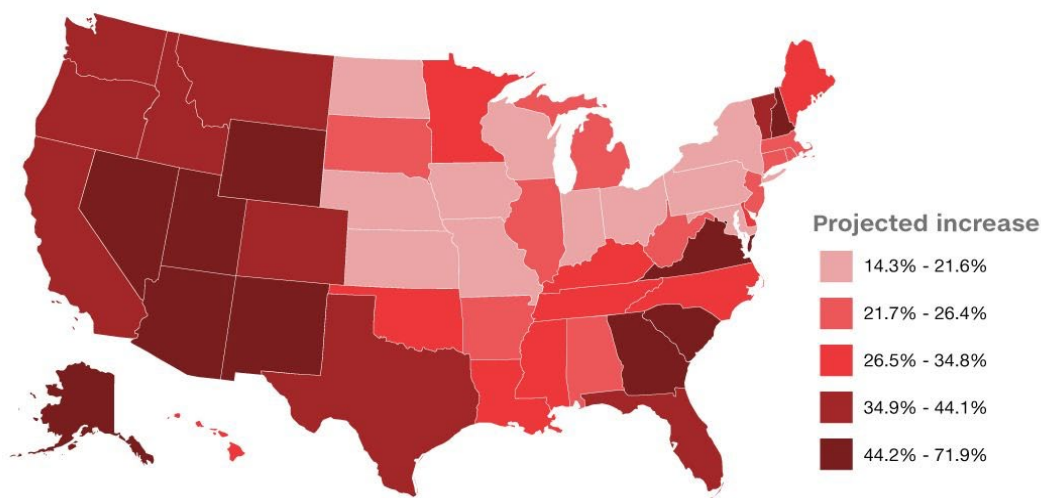 Projected increase
14.3% - 21.6%
21.7% - 26.4%
26.5% - 34.8%
34.9% - 44.1%
44.2% - 71.9%